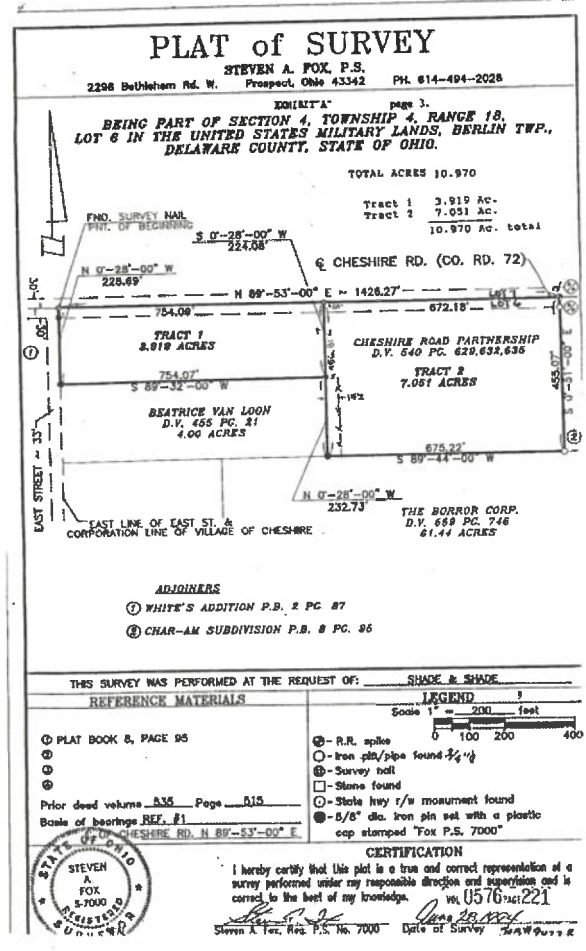 PLAT of SURVEY
STEVEN A. FOX, P.S.
2298 Bethlehem Rd. W. Prospect, Ohio 43342 PH. 614-494-2028
EXHIBIT "A" page 3.
BEING PART OF SECTION 4, TOWNSHIP 4, RANGE 18,
LOT 6 IN THE UNITED STATES MILITARY LANDS, BERLIN TWP.,
DELAWARE COUNTY, STATE OF OHIO.
TOTAL ACRES 10.970
Tract 1 3.919 Ac.
Tract 2 7.051 Ac.
10.970 Ac. total
FND. SURVEY NAIL
PNT. OF BEGINNING
S 0°-28'-00" W
224.08'
N 0°-28'-00" W
228.69'
℄ CHESHIRE RD. (CO. RD. 72)
N 89°-53'-00" E ~ 1426.27'
LOT 7
LOT 6
30'
30'
754.09'
672.18'
TRACT 1
3.919 ACRES
CHESHIRE ROAD PARTNERSHIP
D.V. 540 PG. 629,632,635
TRACT 2
7.051 ACRES
455.07'
S 0°-31'-00" E
754.07'
S 89°-32'-00" W
BEATRICE VAN LOON
D.V. 455 PG. 21
4.00 ACRES
675.22'
S 89°-44'-00" W
①
②
EAST STREET ~ 33'
N 0°-28'-00" W
232.73'
THE BORROR CORP.
D.V. 559 PG. 746
61.44 ACRES
EAST LINE OF EAST ST. &
CORPORATION LINE OF VILLAGE OF CHESHIRE
ADJOINERS
① WHITE'S ADDITION P.B. 2 PG. 87
② CHAR-AM SUBDIVISION P.B. 8 PG. 95
THIS SURVEY WAS PERFORMED AT THE REQUEST OF: SHADE & SHADE
REFERENCE MATERIALS
① PLAT BOOK 8, PAGE 95
②
③
④
Prior deed volume 535 Page 515
Basis of bearings REF. #1
℄ OF CHESHIRE RD. N 89°-53'-00" E.
LEGEND
Scale 1" = 200 feet
0 100 200 400
- R.R. spike
- Iron pin/pipe found 3/4"
- Survey nail
- Stone found
- State hwy r/w monument found
- 5/8" dia. iron pin set with a plastic
cap stamped "Fox P.S. 7000"
CERTIFICATION
I hereby certify that this plat is a true and correct representation of a
survey performed under my responsible direction and supervision and is
correct to the best of my knowledge.
VOL 0576 PAGE 221
Steven A. Fox, Reg. P.S. No. 7000
Date of Survey
STATE OF OHIO
STEVEN
A.
FOX
S-7000
REGISTERED
SURVEYOR